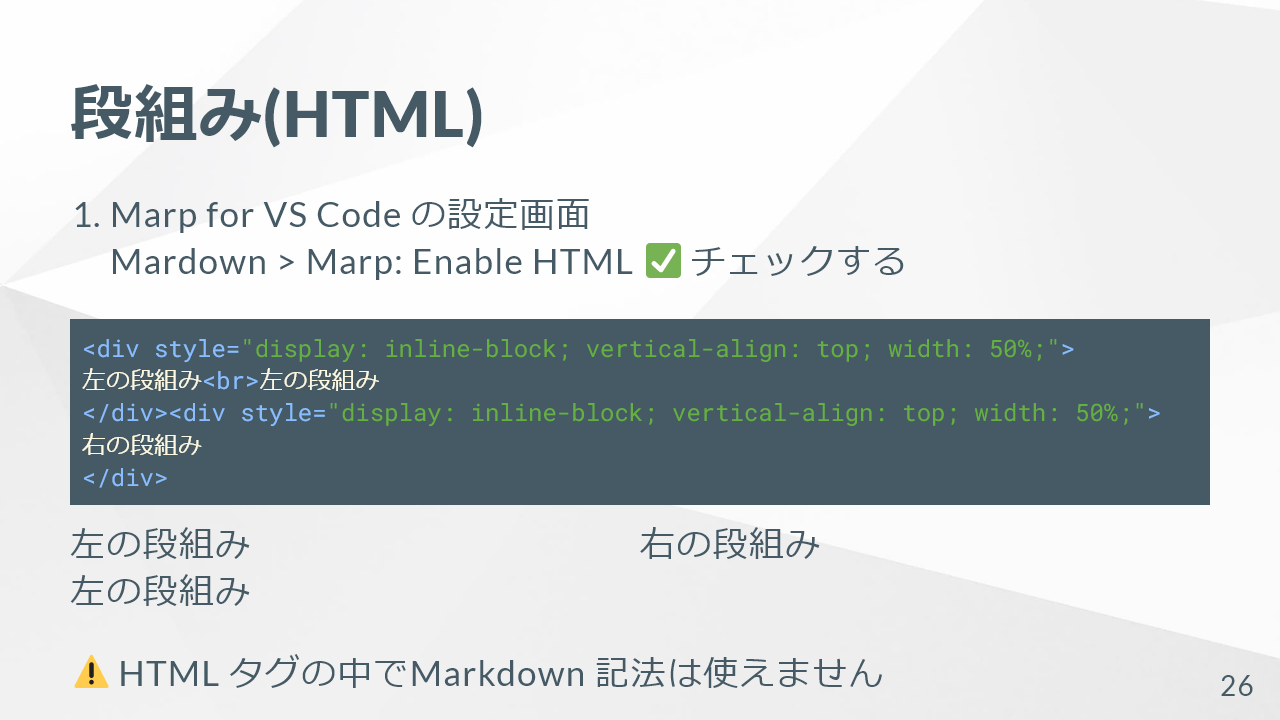 段組み(HTML)
1. Marp for VS Code の設定画面
Mardown > Marp: Enable HTML ✅ チェックする
<div style="display: inline-block; vertical-align: top; width: 50%;">
左の段組み<br>左の段組み
</div><div style="display: inline-block; vertical-align: top; width: 50%;">
右の段組み
</div>
左の段組み 右の段組み
左の段組み
⚠️ HTML タグの中でMarkdown 記法は使えません
26